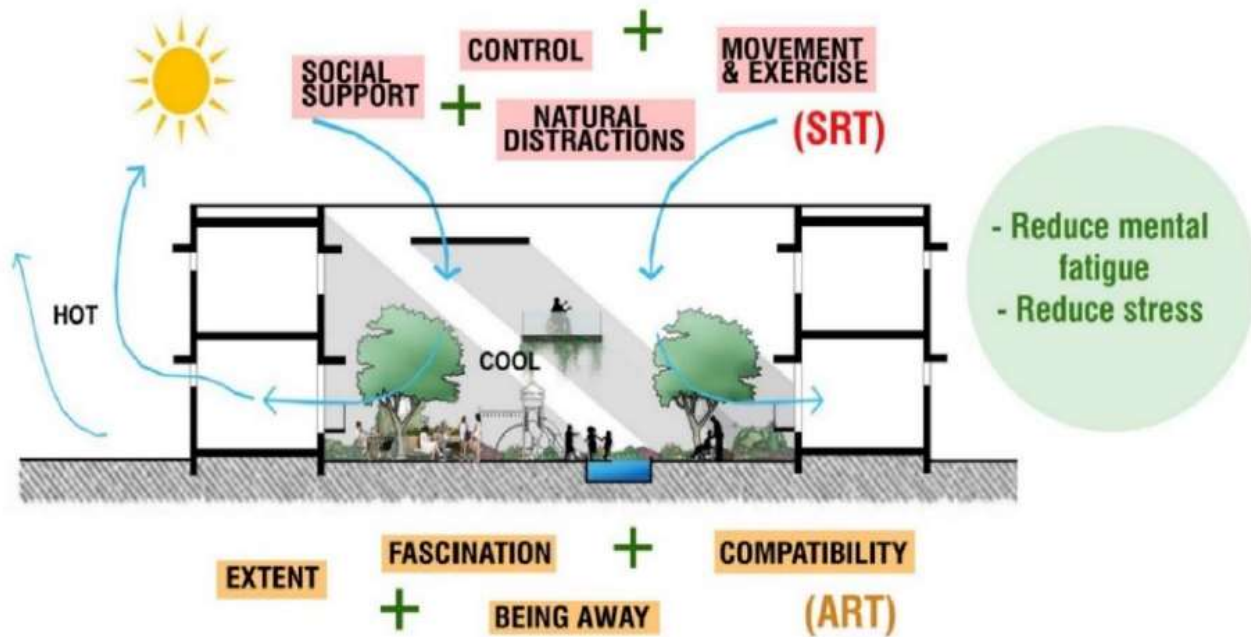 CONTROL
+
MOVEMENT
& EXERCISE
SOCIAL
SUPPORT
+
NATURAL
DISTRACTIONS
(SRT)
- Reduce mental
fatigue
- Reduce stress
HOT
COOL
FASCINATION
+
COMPATIBILITY
EXTENT
+
BEING AWAY
(ART)